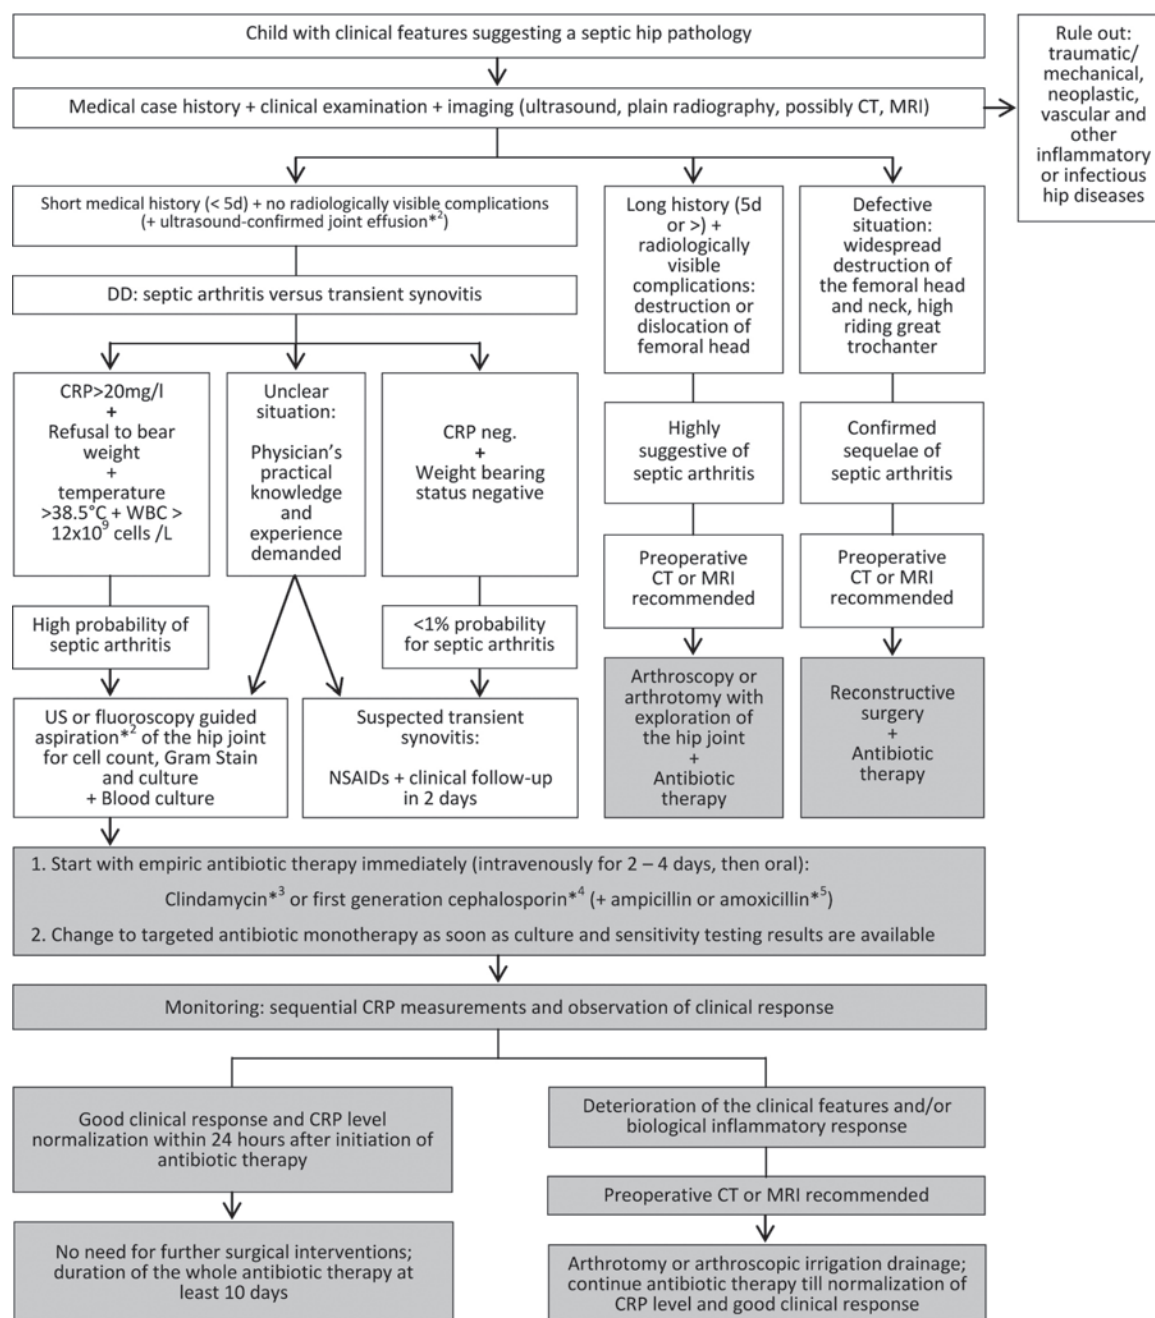 Child with clinical features suggesting a septic hip pathology
Rule out:
traumatic/
mechanical,
neoplastic,
vascular and
other
inflammatory
or infectious
hip diseases
Medical case history + clinical examination + imaging (ultrasound, plain radiography, possibly CT, MRI)
Short medical history (< 5d) + no radiologically visible complications
(+ ultrasound-confirmed joint effusion*2)
Long history (5d
or >) +
radiologically
visible
complications:
destruction or
dislocation of
femoral head
Defective
situation:
widespread
destruction of
the femoral head
and neck, high
riding great
trochanter
DD: septic arthritis versus transient synovitis
CRP>20mg/l
+
Refusal to bear
weight
+
temperature
>38.5°C + WBC >
12x10⁹ cells /L
Unclear
situation:
Physician's
practical
knowledge
and
experience
demanded
CRP neg.
+
Weight bearing
status negative
Highly
suggestive of
septic arthritis
Confirmed
sequelae of
septic arthritis
Preoperative
CT or MRI
recommended
Preoperative
CT or MRI
recommended
High probability of
septic arthritis
<1% probability
for septic arthritis
Arthroscopy or
arthrotomy with
exploration of
the hip joint
+
Antibiotic
therapy
Reconstructive
surgery
+
Antibiotic
therapy
US or fluoroscopy guided
aspiration*2 of the hip joint
for cell count, Gram Stain
and culture
+ Blood culture
Suspected transient
synovitis:
NSAIDs + clinical follow-up
in 2 days
1. Start with empiric antibiotic therapy immediately (intravenously for 2 – 4 days, then oral):
Clindamycin*3 or first generation cephalosporin*4 (+ ampicillin or amoxicillin*5)
2. Change to targeted antibiotic monotherapy as soon as culture and sensitivity testing results are available
Monitoring: sequential CRP measurements and observation of clinical response
Good clinical response and CRP level
normalization within 24 hours after initiation of
antibiotic therapy
Deterioration of the clinical features and/or
biological inflammatory response
Preoperative CT or MRI recommended
No need for further surgical interventions;
duration of the whole antibiotic therapy at
least 10 days
Arthrotomy or arthroscopic irrigation drainage;
continue antibiotic therapy till normalization of
CRP level and good clinical response